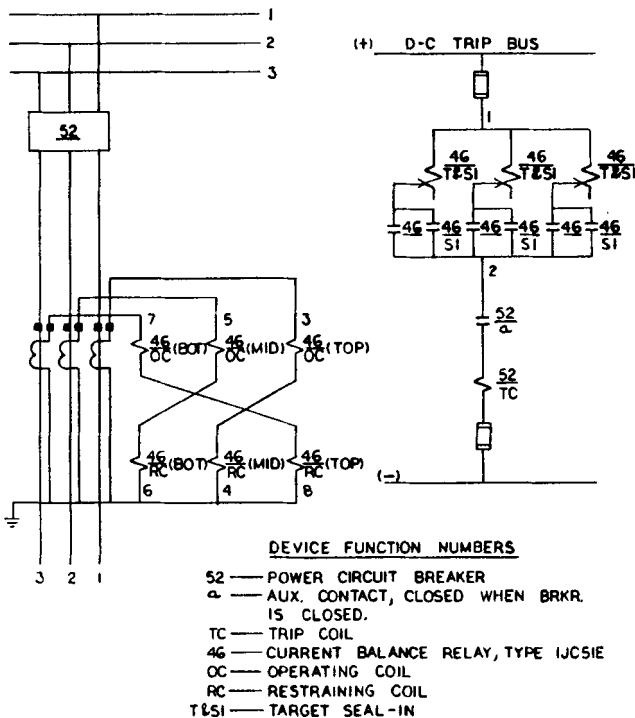 1
2
3
52
7
5
3
46
OC
(BOT)
46
OC
(MID)
46
OC
(TOP)
46
RC
(BOT)
46
RC
(MID)
46
RC
(TOP)
6
4
8
3 2 1
(+) D-C TRIP BUS
1
46
T&SI
46
T&SI
46
T&SI
46
46
SI
46
46
SI
46
46
SI
2
52
a
52
TC
(-)
DEVICE FUNCTION NUMBERS
52 — POWER CIRCUIT BREAKER
a — AUX. CONTACT, CLOSED WHEN BRKR.
IS CLOSED.
TC — TRIP COIL
46 — CURRENT BALANCE RELAY, TYPE IJC51E
OC — OPERATING COIL
RC — RESTRAINING COIL
T&SI — TARGET SEAL-IN